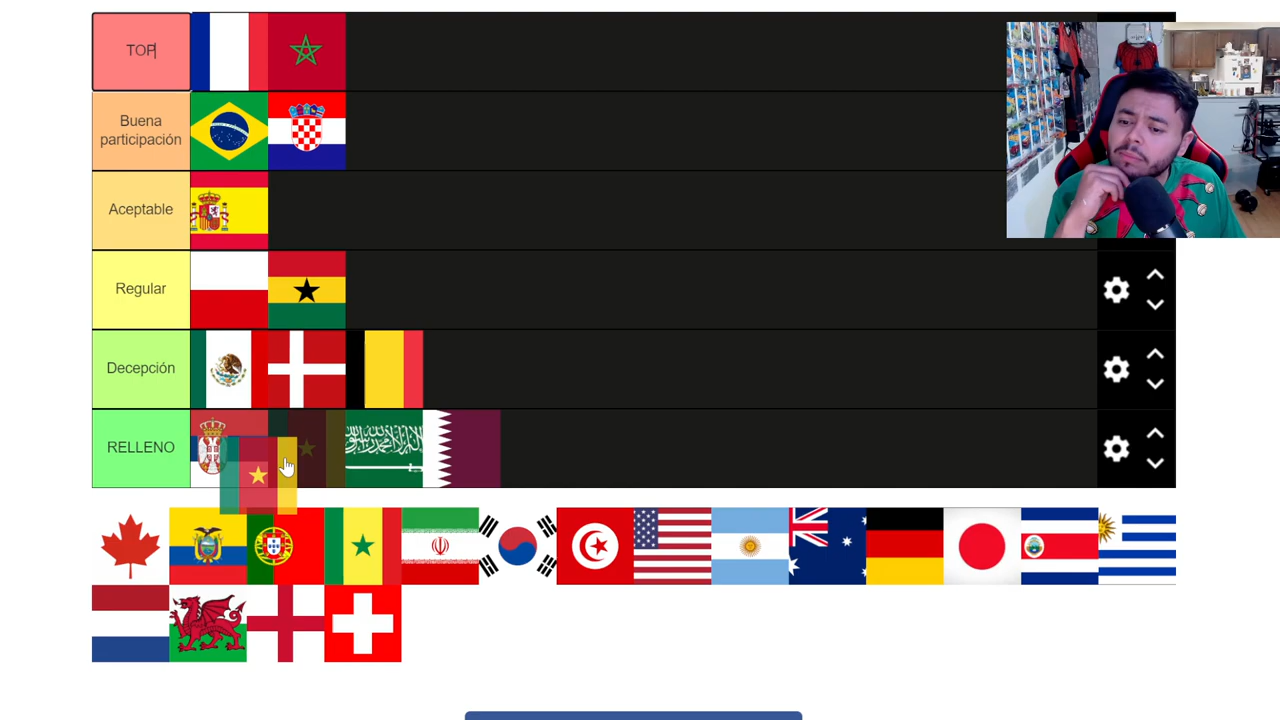 TOP
Buena
participación
Aceptable
Regular
Decepción
RELLENO